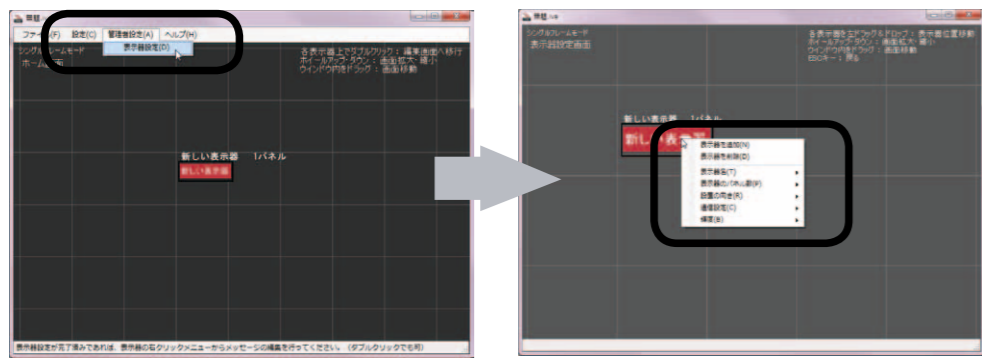 無題.
ファイル(F) 設定(C) 管理者設定(A) ヘルプ(H)
表示器設定(D)
シングルフレームモード
ホーム画面
各表示器上でダブルクリック：編集画面へ移行
ホイールアップ・ダウン：画面拡大・縮小
ウインドウ内をドラッグ：画面移動
新しい表示器 1パネル
新しい表示器
表示器設定が完了済みであれば、表示器の右クリックメニューからメッセージの編集を行ってください。（ダブルクリックでも可）
無題.
シングルフレームモード
表示器設定画面
各表示器を左ドラッグ&ドロップ：表示器位置移動
ホイールアップ・ダウン：画面拡大・縮小
ウインドウ内をドラッグ：画面移動
ESCキー：戻る
新しい表示器 1パネル
新しい表示器
表示器を追加(N)
表示器を削除(D)
表示器名(T)
表示器のパネル数(P)
設置の向き(R)
通信設定(C)
輝度(B)